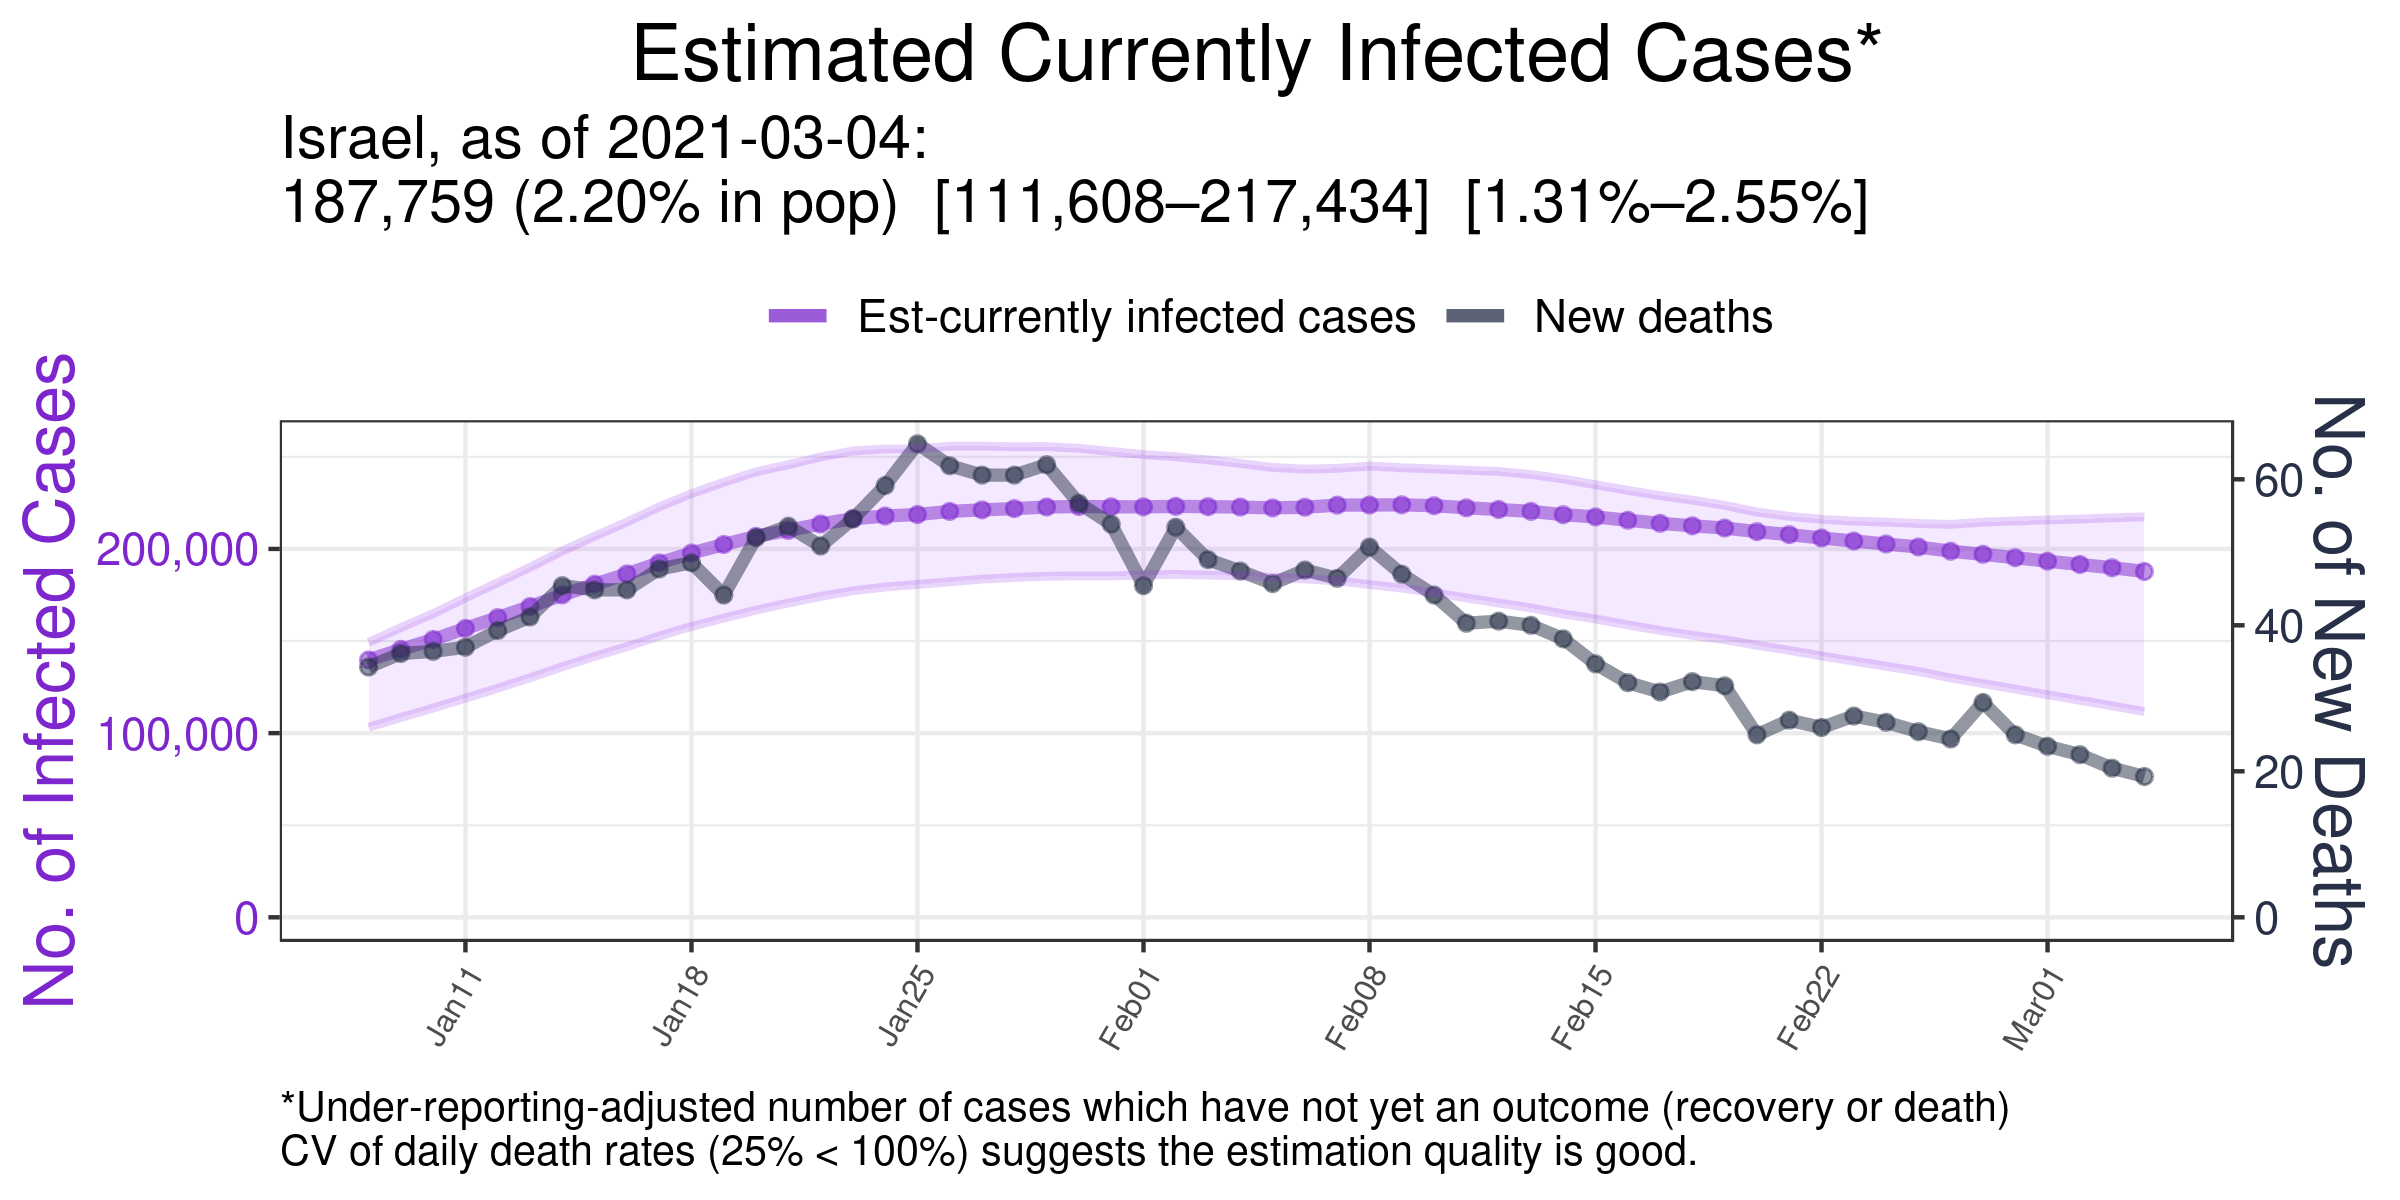 Estimated Currently Infected Cases*
Israel, as of 2021-03-04:
187,759 (2.20% in pop) [111,608–217,434] [1.31%–2.55%]
Est-currently infected cases
New deaths
No. of Infected Cases
200,000
100,000
0
No. of New Deaths
60
40
20
0
Jan11
Jan18
Jan25
Feb01
Feb08
Feb15
Feb22
Mar01
*Under-reporting-adjusted number of cases which have not yet an outcome (recovery or death)
CV of daily death rates (25% < 100%) suggests the estimation quality is good.